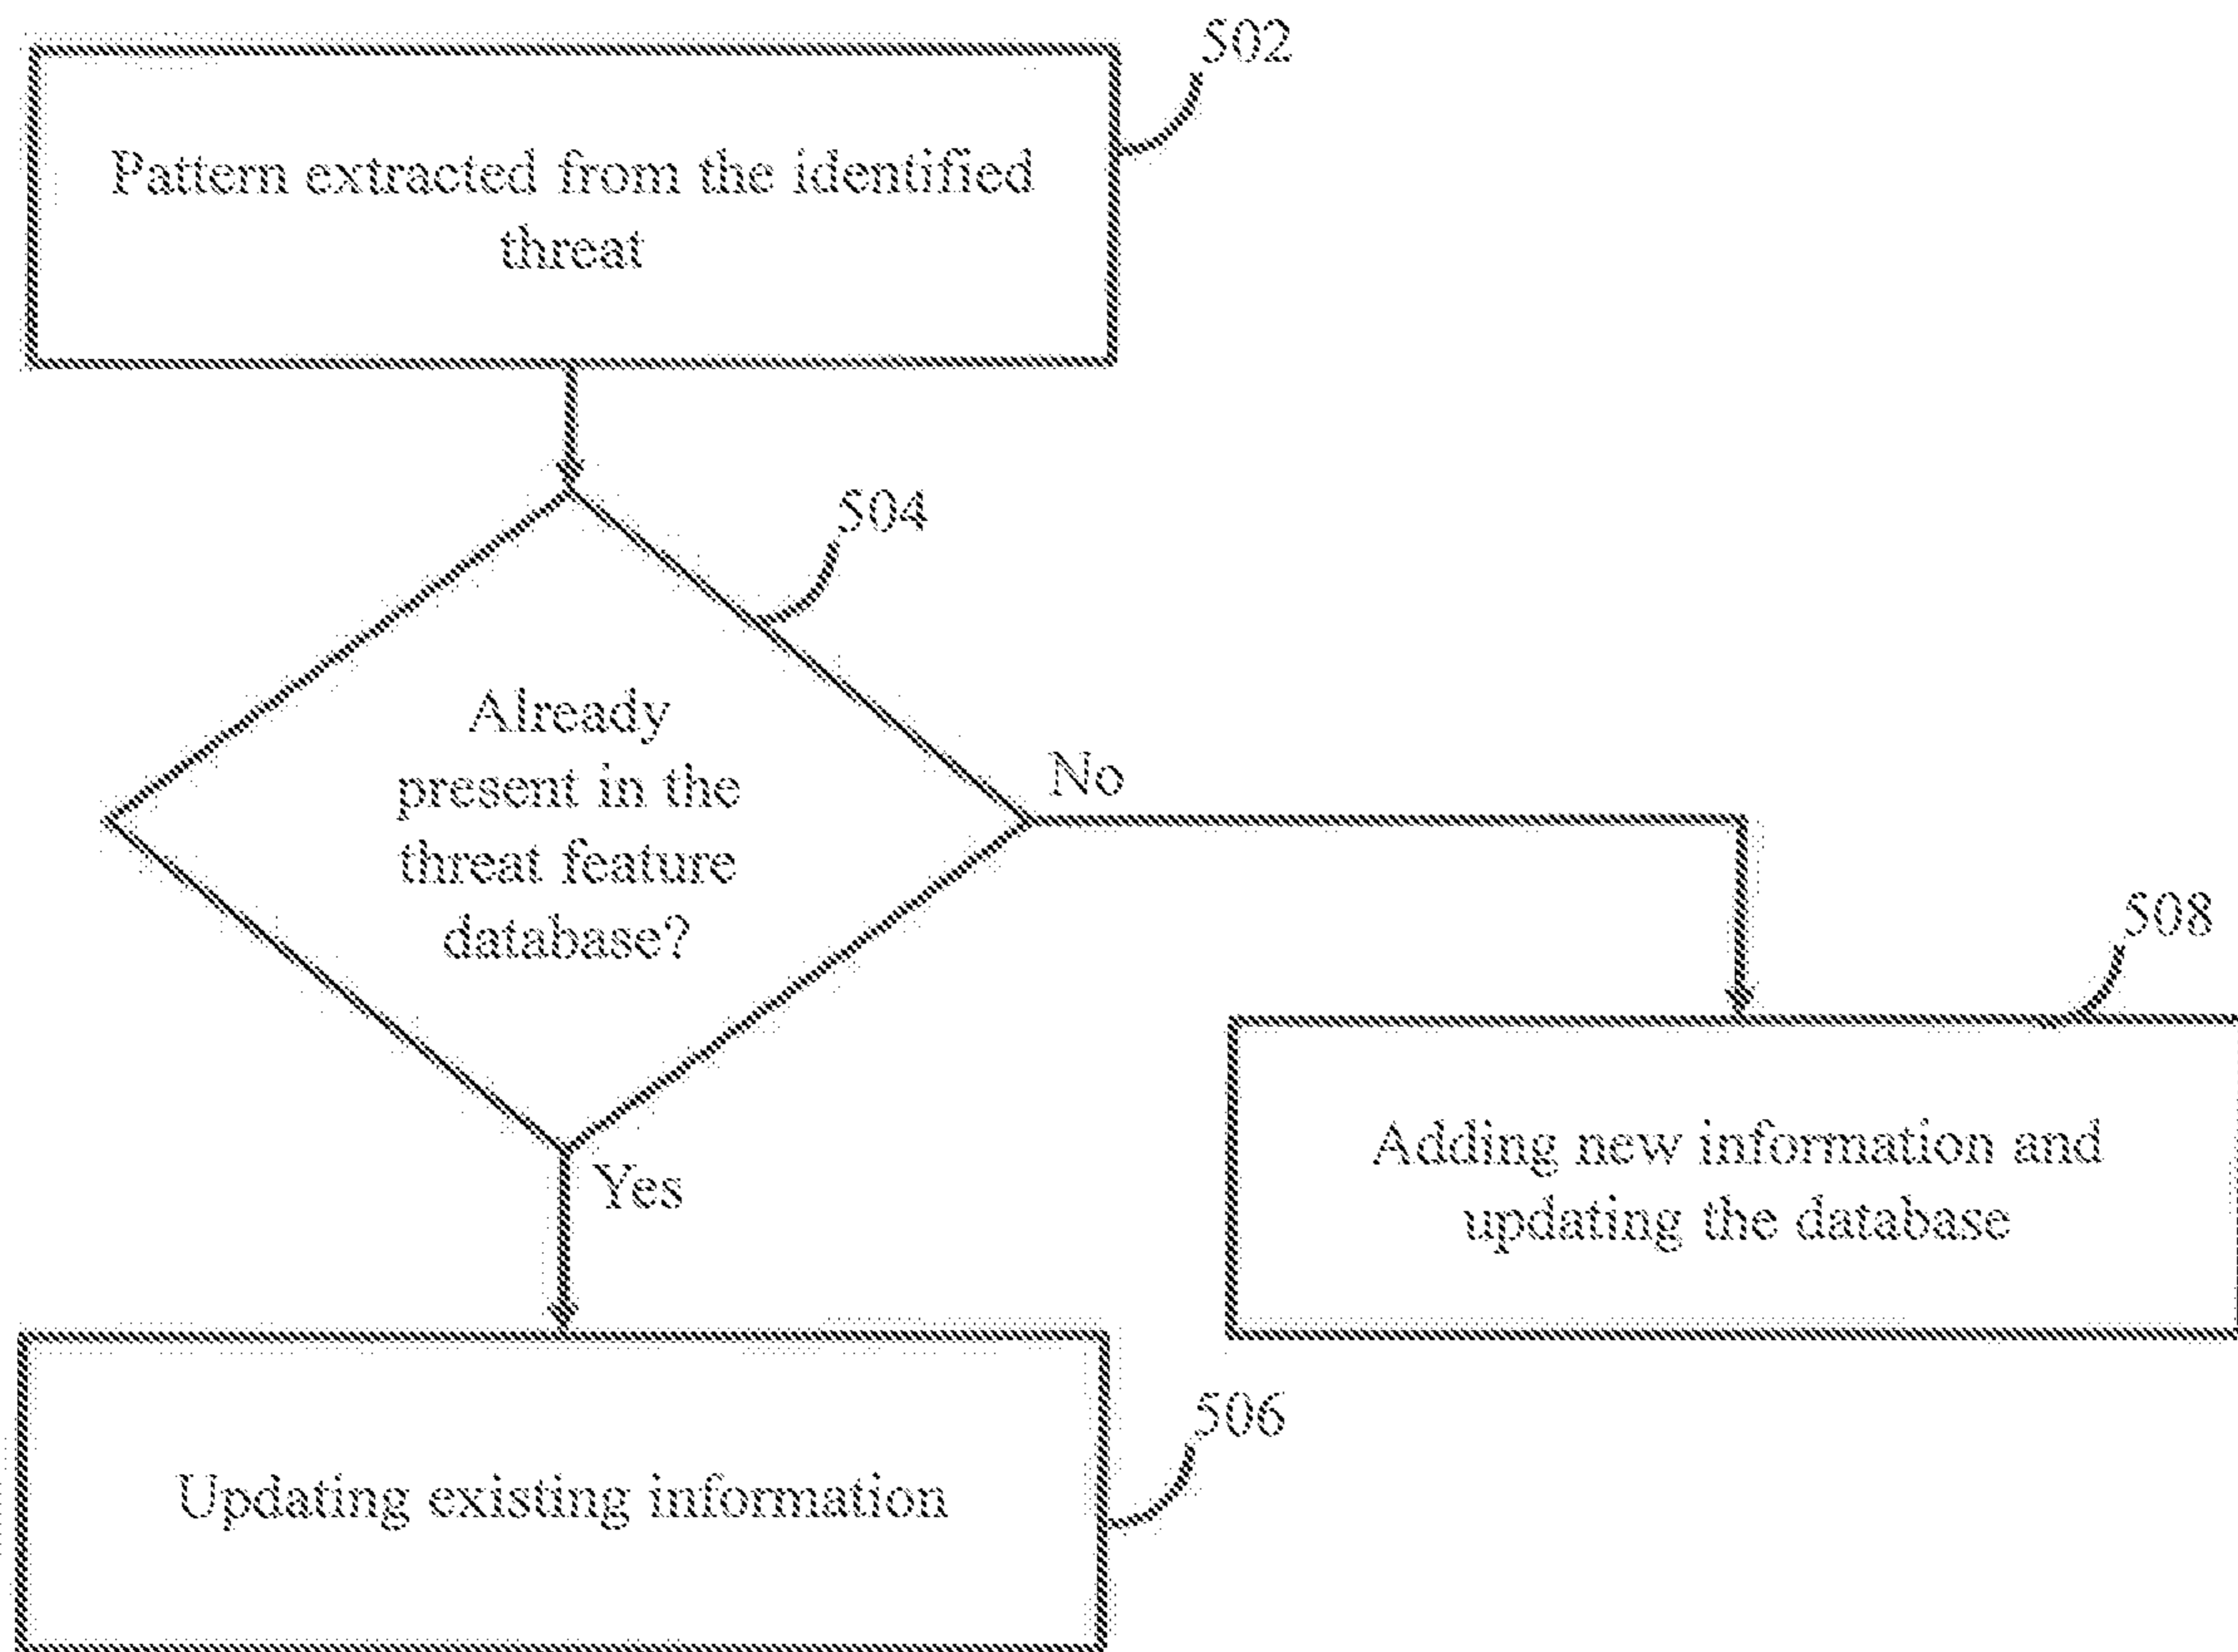 502
Pattern extracted from the identified
threat
504
Already
present in the
threat feature
database?
No
508
Adding new information and
updating the database
Yes
506
Updating existing information